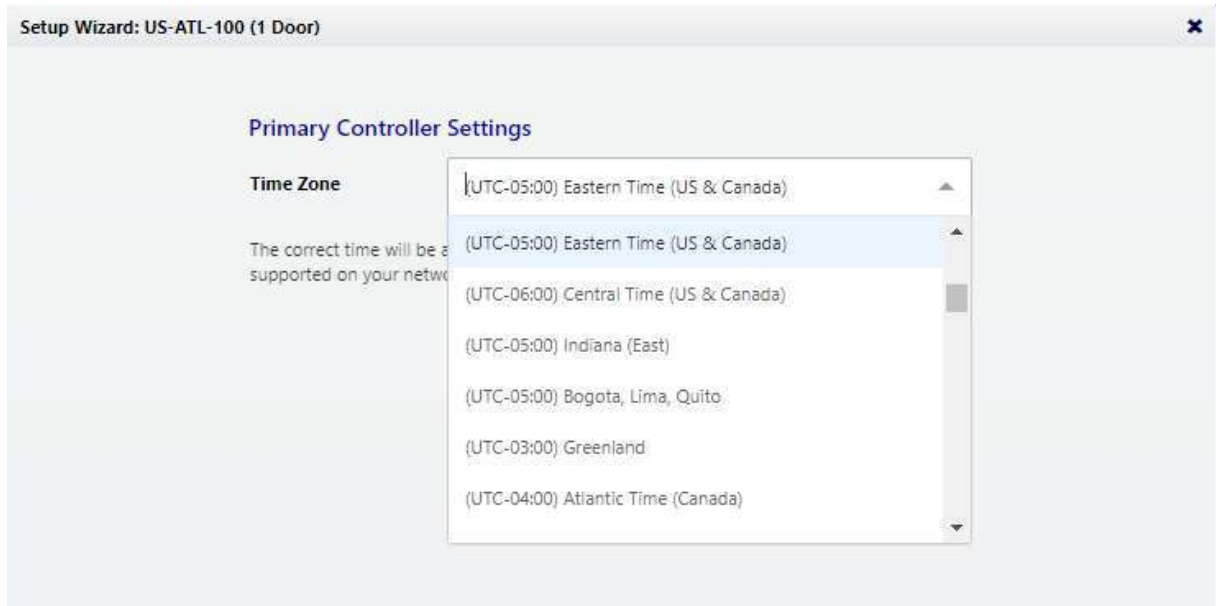 Setup Wizard: US-ATL-100 (1 Door)
Primary Controller Settings
Time Zone
(UTC-05:00) Eastern Time (US & Canada)
The correct time will be
supported on your
(UTC-05:00) Eastern Time (US & Canada)
(UTC-06:00) Central Time (US & Canada)
(UTC-05:00) Indiana (East)
(UTC-05:00) Bogota, Lima, Quito
(UTC-03:00) Greenland
(UTC-04:00) Atlantic Time (Canada)